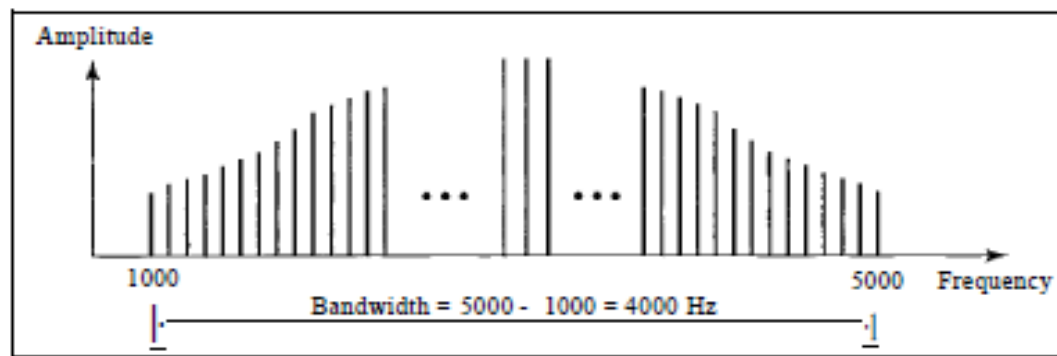 Amplitude
••• •••
1000 5000 Frequency
Bandwidth = 5000 - 1000 = 4000 Hz